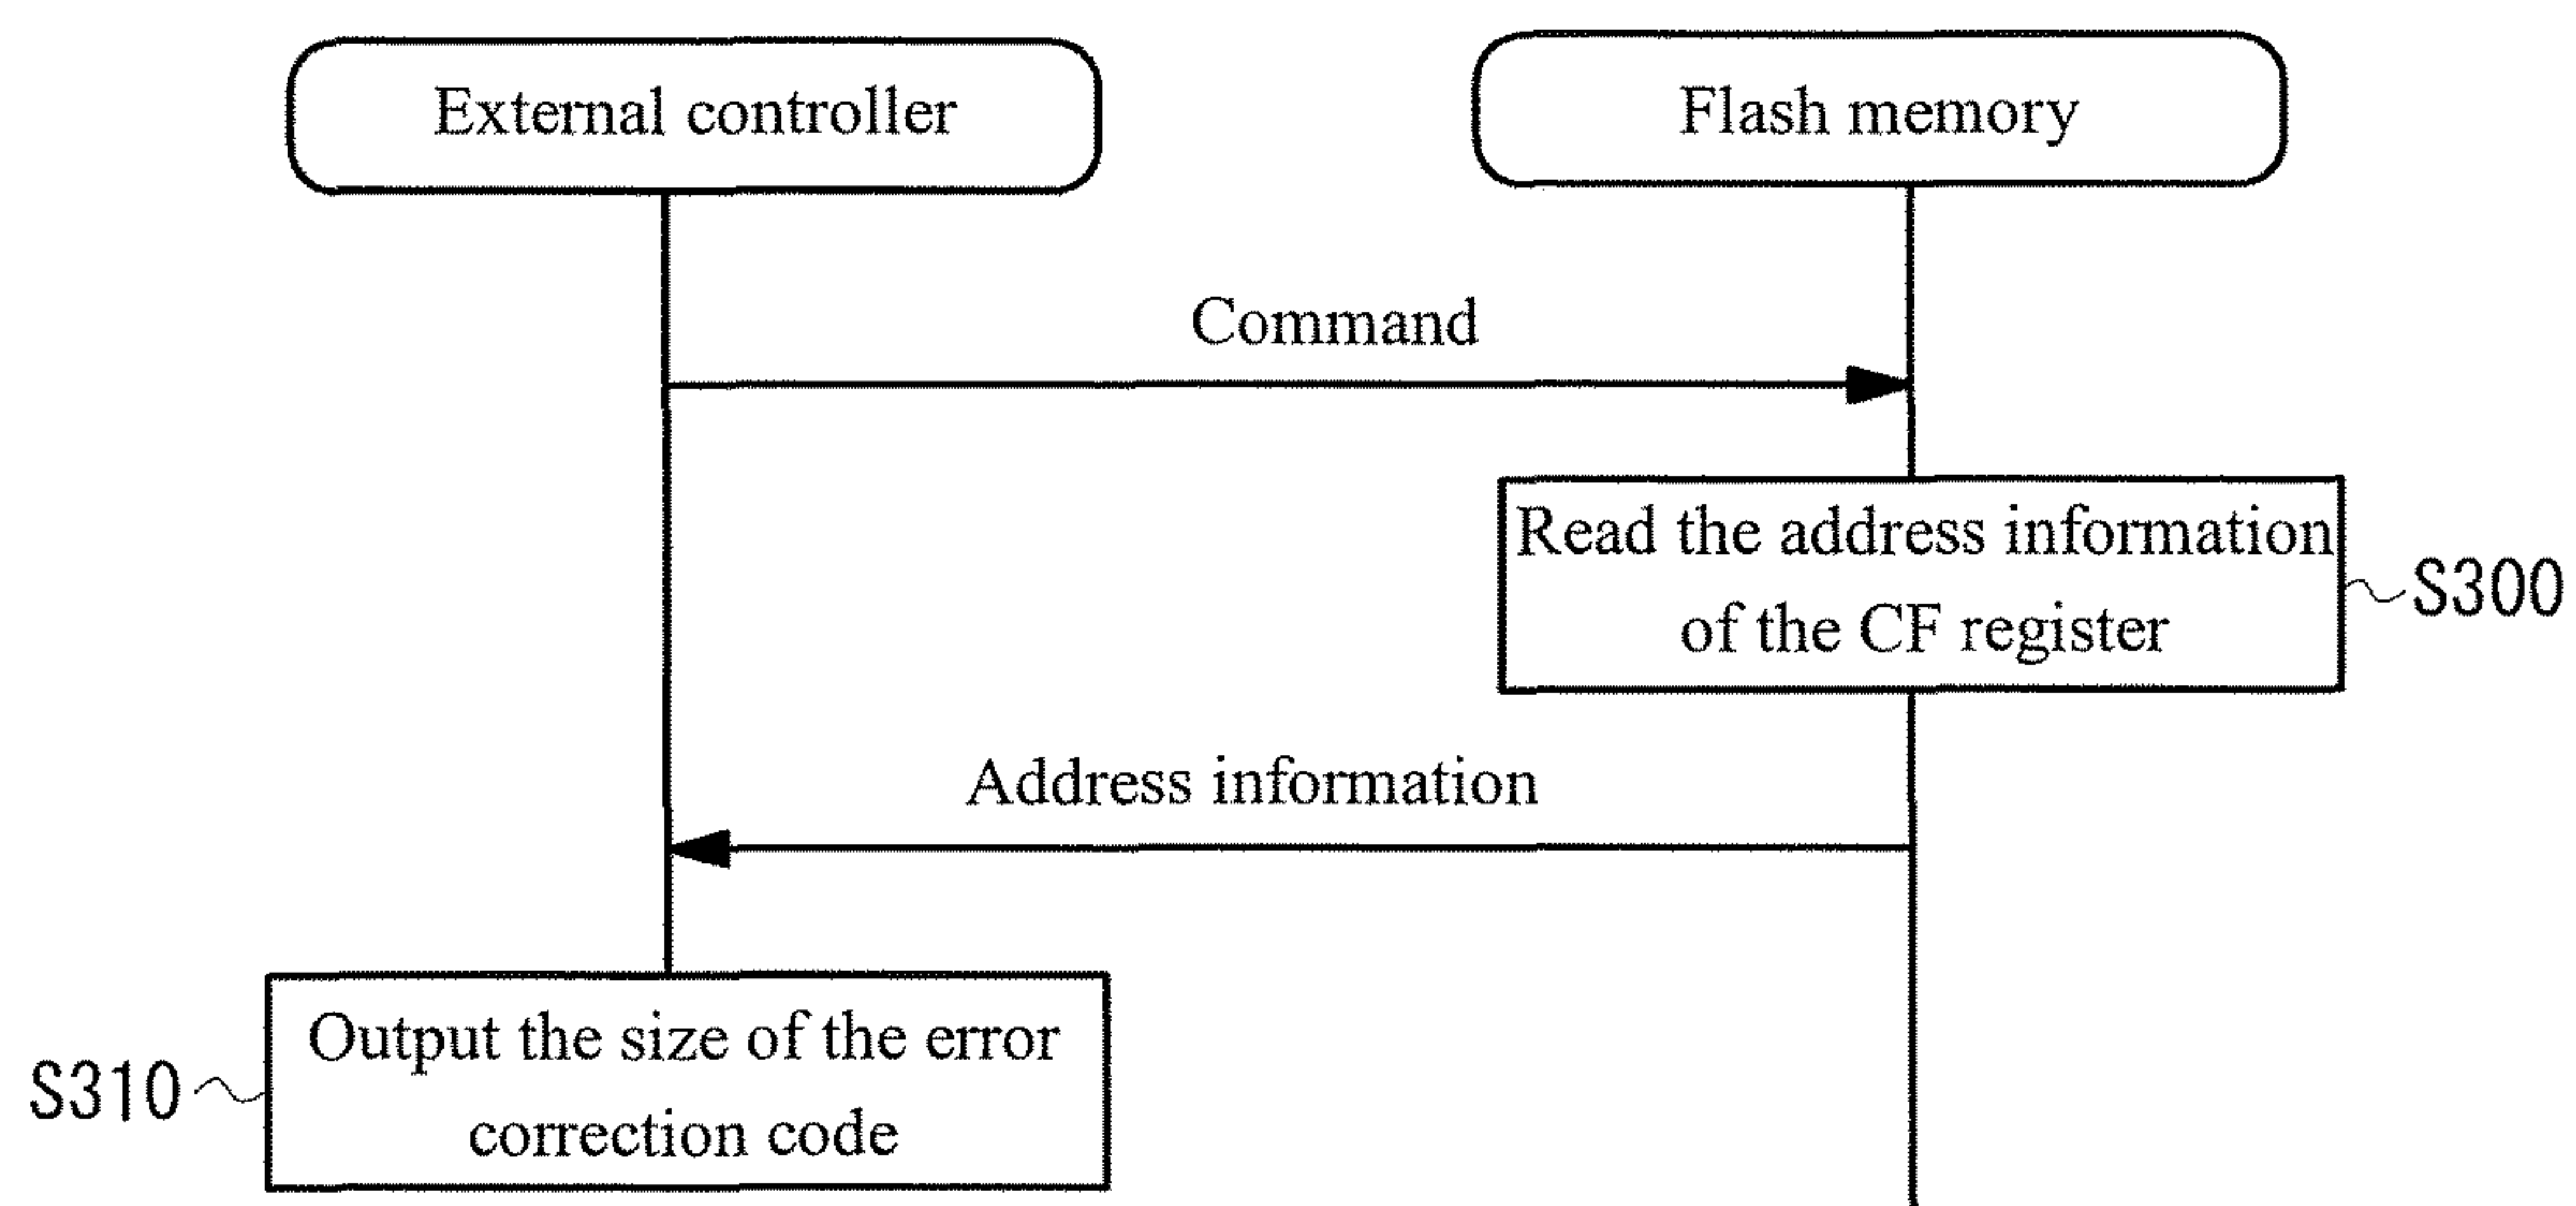 External controller
Flash memory
Command
Read the address information
of the CF register
S300
Address information
Output the size of the error
correction code
S310